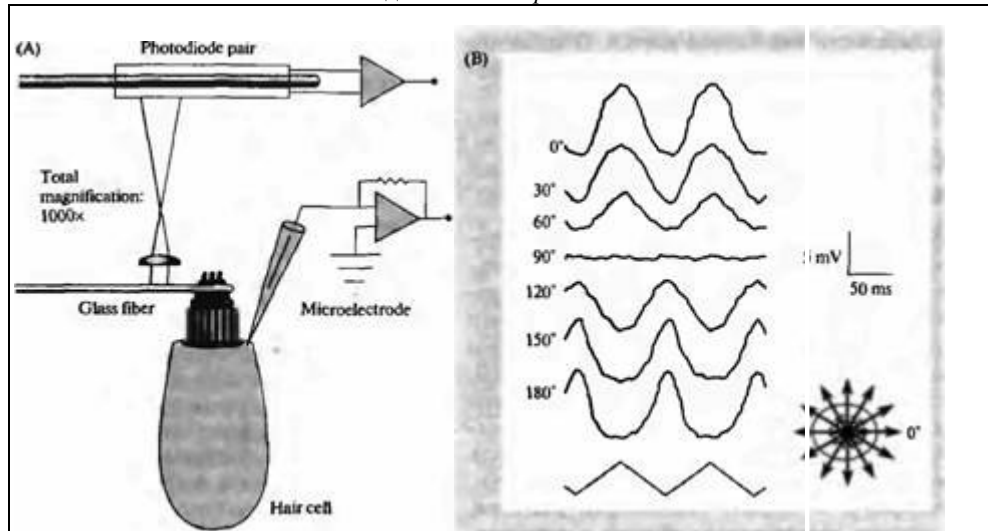 (A)
Photodiode pair
Total
magnification:
1000×
Glass fiber
Microelectrode
Hair cell
(B)
0°
30°
60°
90°
120°
150°
180°
mV
50 ms
0°